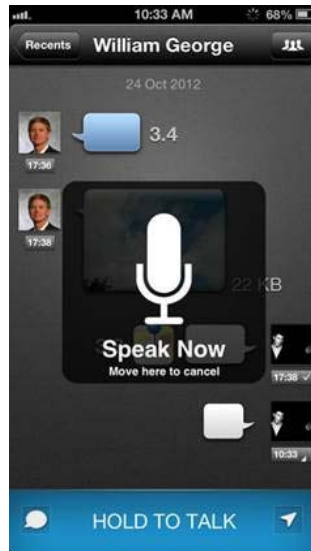 10:33 AM
68%
Recents
William George
24 Oct 2012
3.4
17:36
17:38
22 KB
Speak Now
Move here to cancel
17:38
10:33
HOLD TO TALK